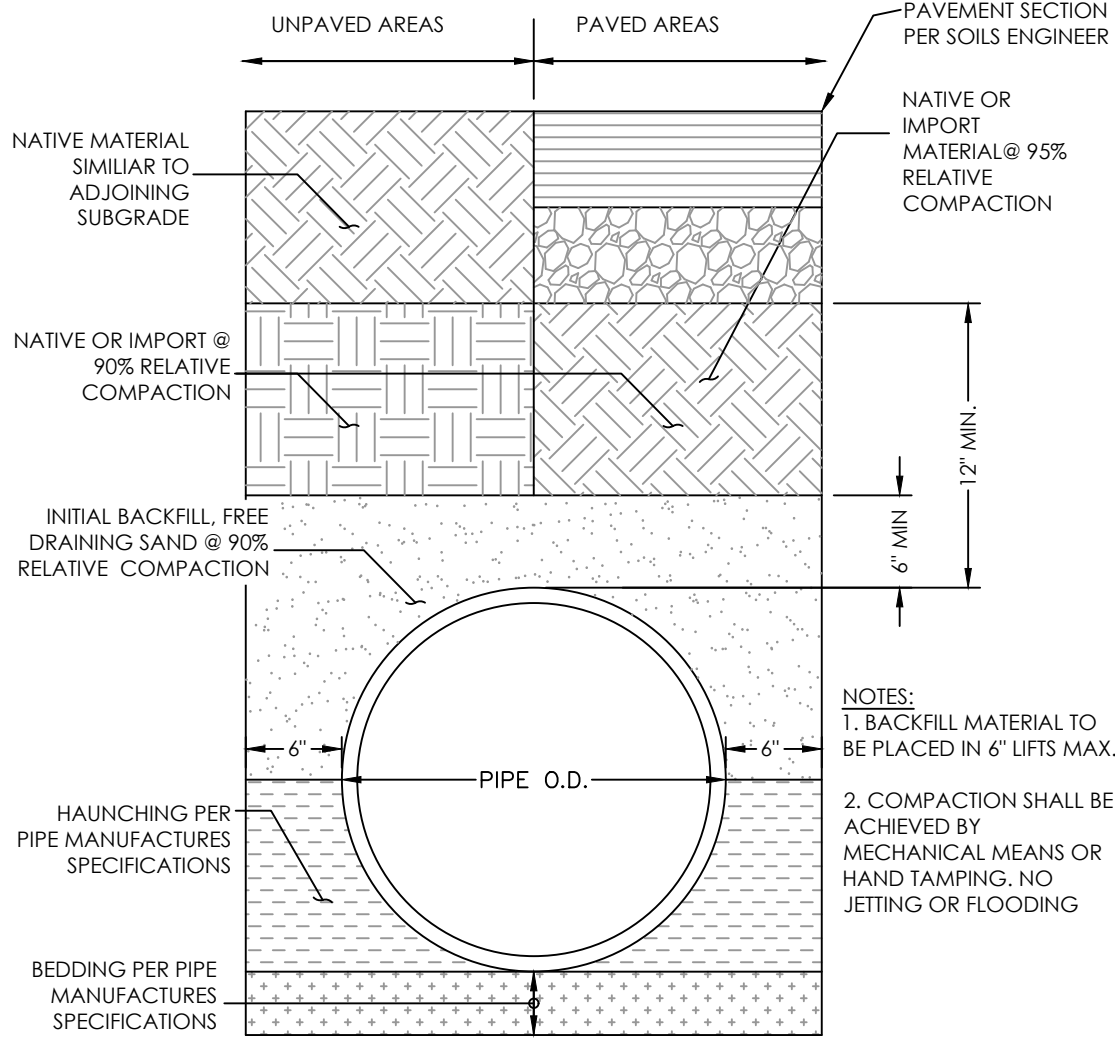 UNPAVED AREAS
PAVED AREAS
PAVEMENT SECTION
PER SOILS ENGINEER
NATIVE OR
IMPORT
MATERIAL@ 95%
RELATIVE
COMPACTION
NATIVE MATERIAL
SIMILIAR TO
ADJOINING
SUBGRADE
NATIVE OR IMPORT @
90% RELATIVE
COMPACTION
12" MIN.
6" MIN
INITIAL BACKFILL, FREE
DRAINING SAND @ 90%
RELATIVE COMPACTION
6"
6"
PIPE O.D.
NOTES:
1. BACKFILL MATERIAL TO
BE PLACED IN 6" LIFTS MAX.
2. COMPACTION SHALL BE
ACHIEVED BY
MECHANICAL MEANS OR
HAND TAMPING. NO
JETTING OR FLOODING
HAUNCHING PER
PIPE MANUFACTURES
SPECIFICATIONS
BEDDING PER PIPE
MANUFACTURES
SPECIFICATIONS